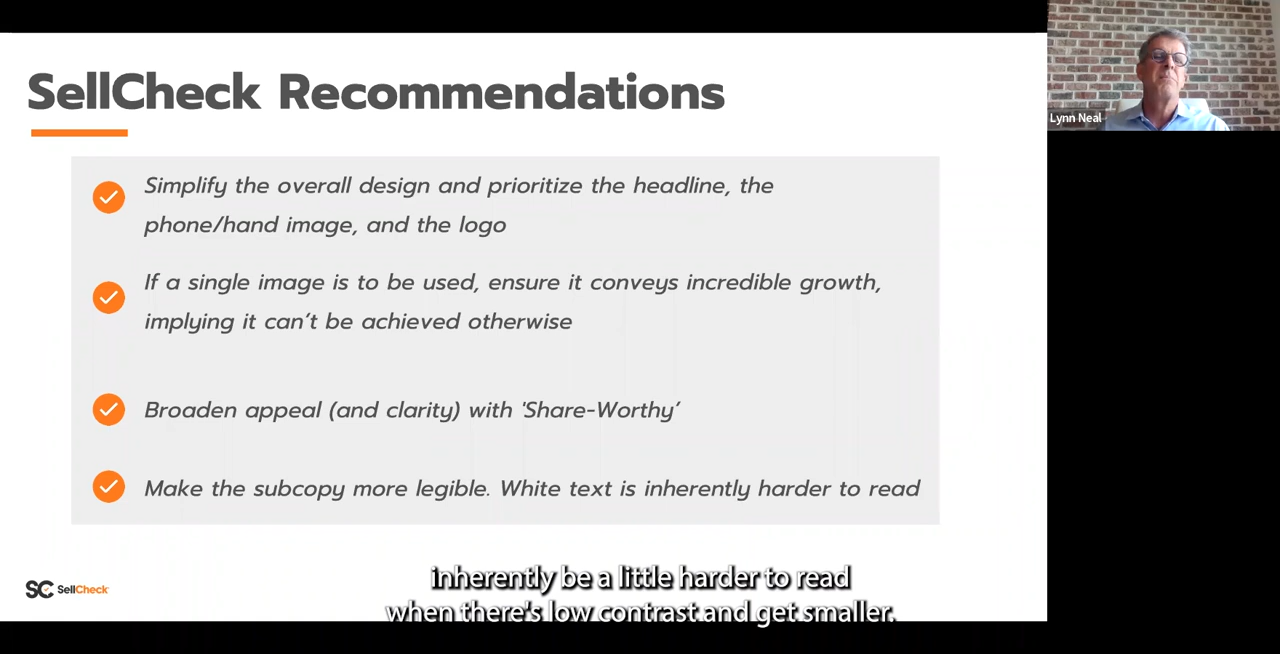 SellCheck Recommendations
Simplify the overall design and prioritize the headline, the
phone/hand image, and the logo
If a single image is to be used, ensure it conveys incredible growth,
implying it can’t be achieved otherwise
Broaden appeal (and clarity) with 'Share-Worthy’
Make the subcopy more legible. White text is inherently harder to read
SC SellCheck
inherently be a little harder to read
when there's low contrast and get smaller.
Lynn Neal